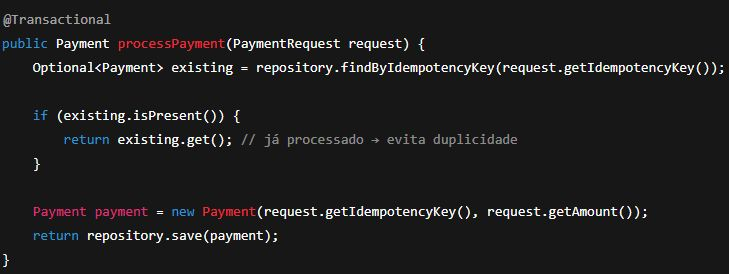 @Transactional
public Payment processPayment(PaymentRequest request) {
    Optional<Payment> existing = repository.findByIdempotencyKey(request.getIdempotencyKey());
    if (existing.isPresent()) {
        return existing.get(); // já processado → evita duplicidade
    }
    Payment payment = new Payment(request.getIdempotencyKey(), request.getAmount());
    return repository.save(payment);
}